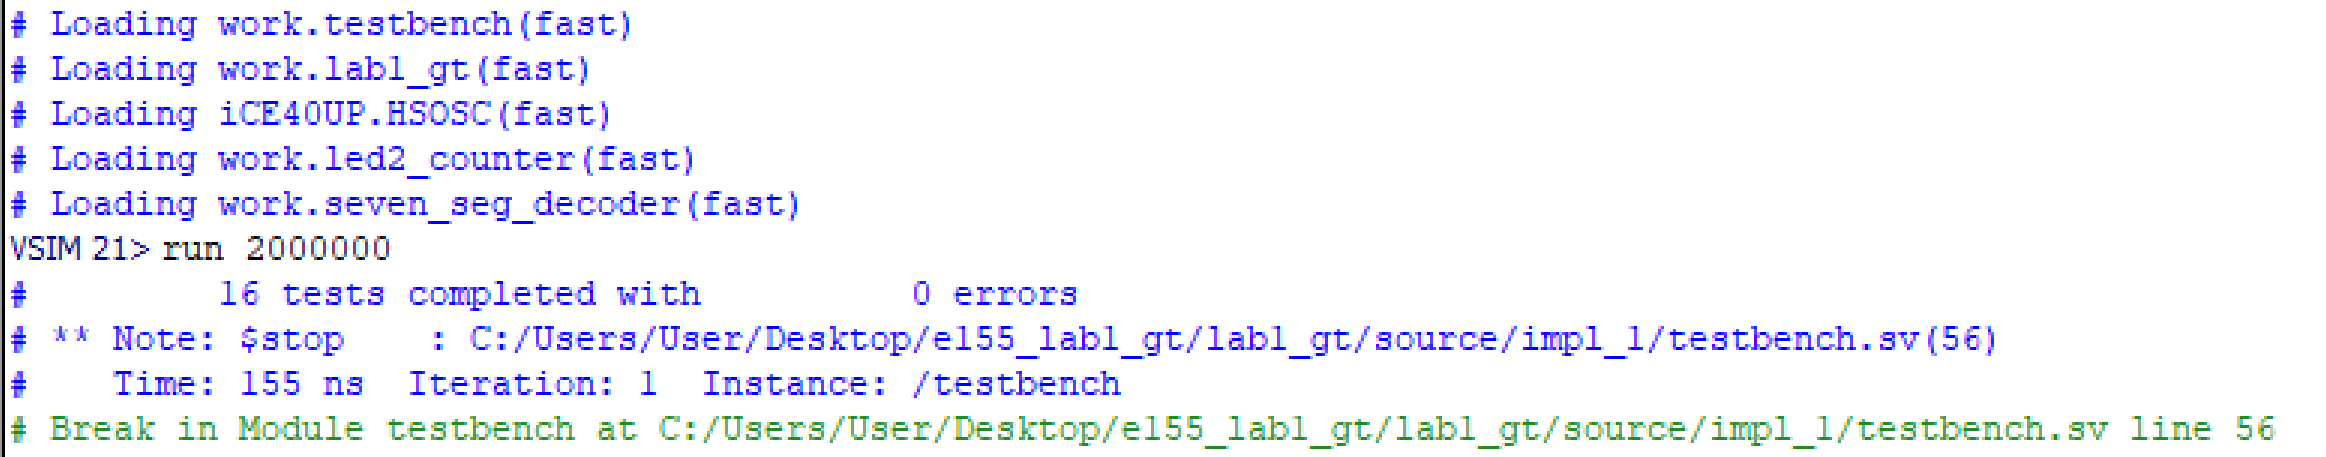 # Loading work.testbench(fast)
# Loading work.lab1_gt(fast)
# Loading iCE40UP.HSOSC(fast)
# Loading work.led2_counter(fast)
# Loading work.seven_seg_decoder(fast)
VSIM 21> run 2000000
#          16 tests completed with          0 errors
# ** Note: $stop    : C:/Users/User/Desktop/e155_lab1_gt/lab1_gt/source/impl_1/testbench.sv(56)
#    Time: 155 ns  Iteration: 1  Instance: /testbench
# Break in Module testbench at C:/Users/User/Desktop/e155_lab1_gt/lab1_gt/source/impl_1/testbench.sv line 56